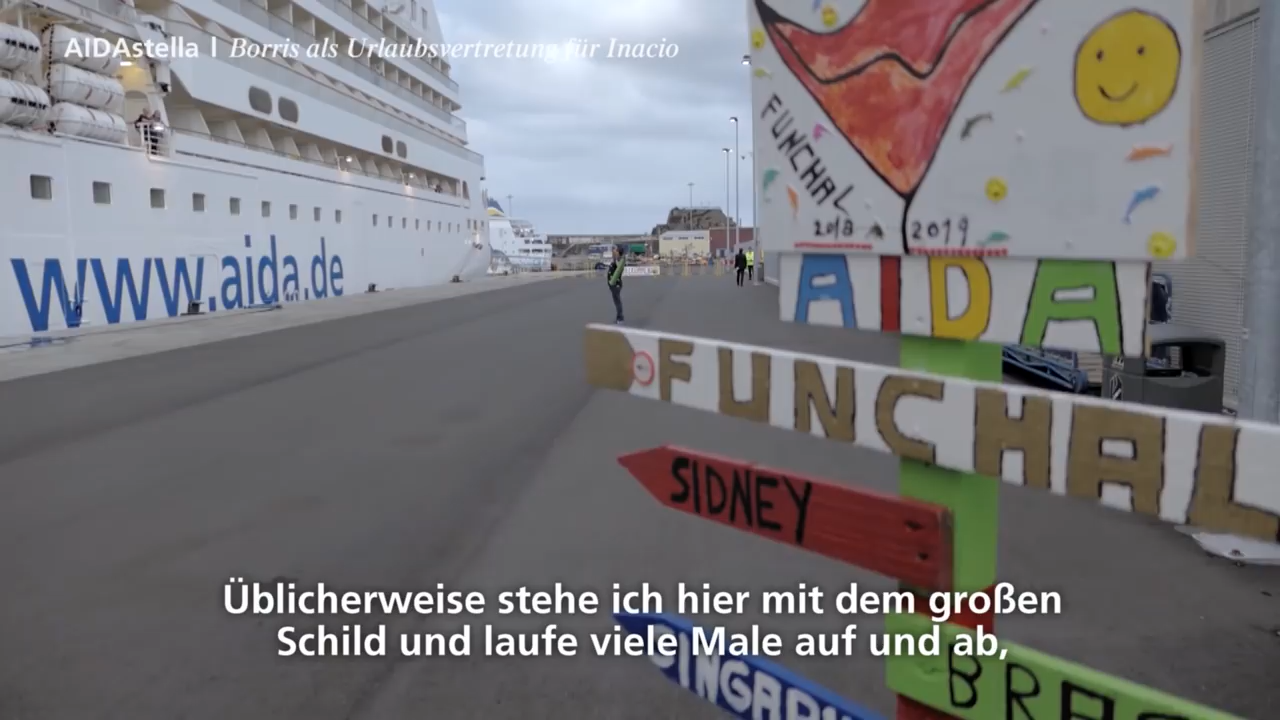 AIDAstella | Borris als Urlaubsvertretung für Inacio
FUNCHAL
2018 2019
AIDA
www.aida.de
FUNCHAL
SIDNEY
Üblicherweise stehe ich hier mit dem großen
Schild und laufe viele Male auf und ab,